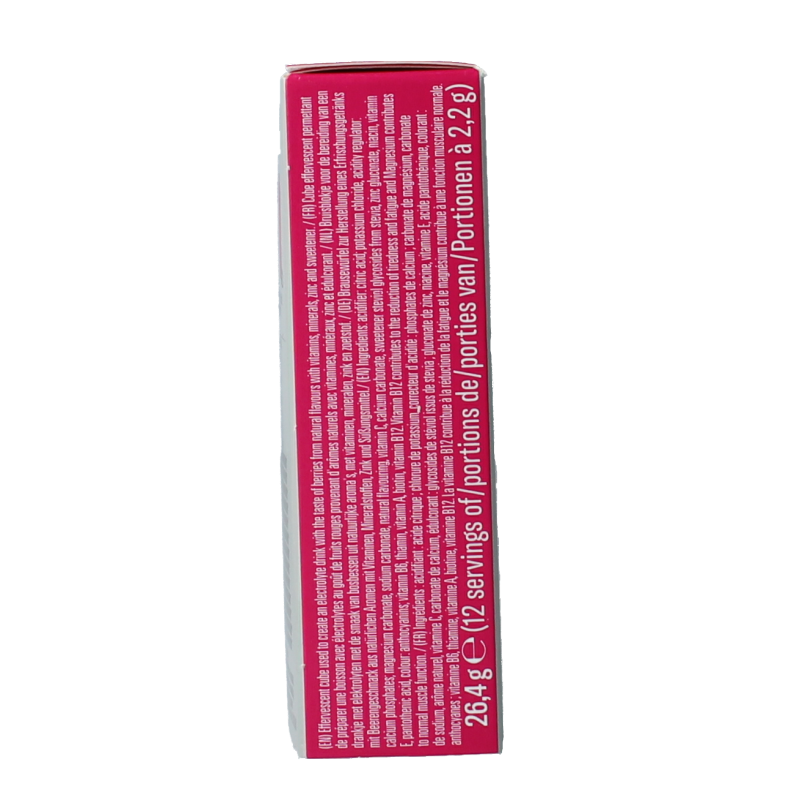 (EN) Effervescent cube used to create an electrolyte drink with the taste of berries from natural flavours with vitamins, minerals, zinc and sweetener. / (FR) Cube effervescent permettant
de préparer une boisson avec électrolytes au goût de fruits rouges provenant d'arômes naturels avec vitamines, minéraux, zinc et édulcorant. / (NL) Bruisblokje voor de bereiding van een
drankje met elektrolyten met de smaak van bosbessen uit natuurlijke aroma's, met vitaminen, mineralen, zink en zoetstof. / (DE) Brausewürfel zur Herstellung eines Erfrischungsgetränks
mit Beerengeschmack aus natürlichen Aromen mit Vitaminen, Mineralstoffen, Zink und Süßungsmittel / (EN) Ingredients: acidifier: citric acid; potassium chloride, acidity regulator:
calcium phosphates; magnesium carbonate, sodium carbonate, natural flavouring, vitamin C, calcium carbonate, sweetener: steviol glycosides from stevia, zinc gluconate, niacin, vitamin
E, pantothenic acid, colour: anthocyanins, vitamin B6, thiamin, vitamin A, biotin, vitamin B12. Vitamin B12 contributes to the reduction of tiredness and fatigue and Magnesium contributes
to normal muscle function. / (FR) Ingrédients : acidifiant : acide citrique ; chlorure de potassium, correcteur d'acidité : phosphates de calcium ; carbonate de magnésium, carbonate
de sodium, arôme naturel, vitamine C, carbonate de calcium, édulcorant : glycosides de stéviol issus de stevia ; gluconate de zinc, niacine, vitamine E, acide pantothénique, colorant :
anthocyanes ; vitamine B6, thiamine, vitamine A, biotine, vitamine B12. La vitamine B12 contribue à la réduction de la fatigue et le magnésium contribue à une fonction musculaire normale.
26,4 g ℮ (12 servings of/portions de/porties van/Portionen à 2,2 g)